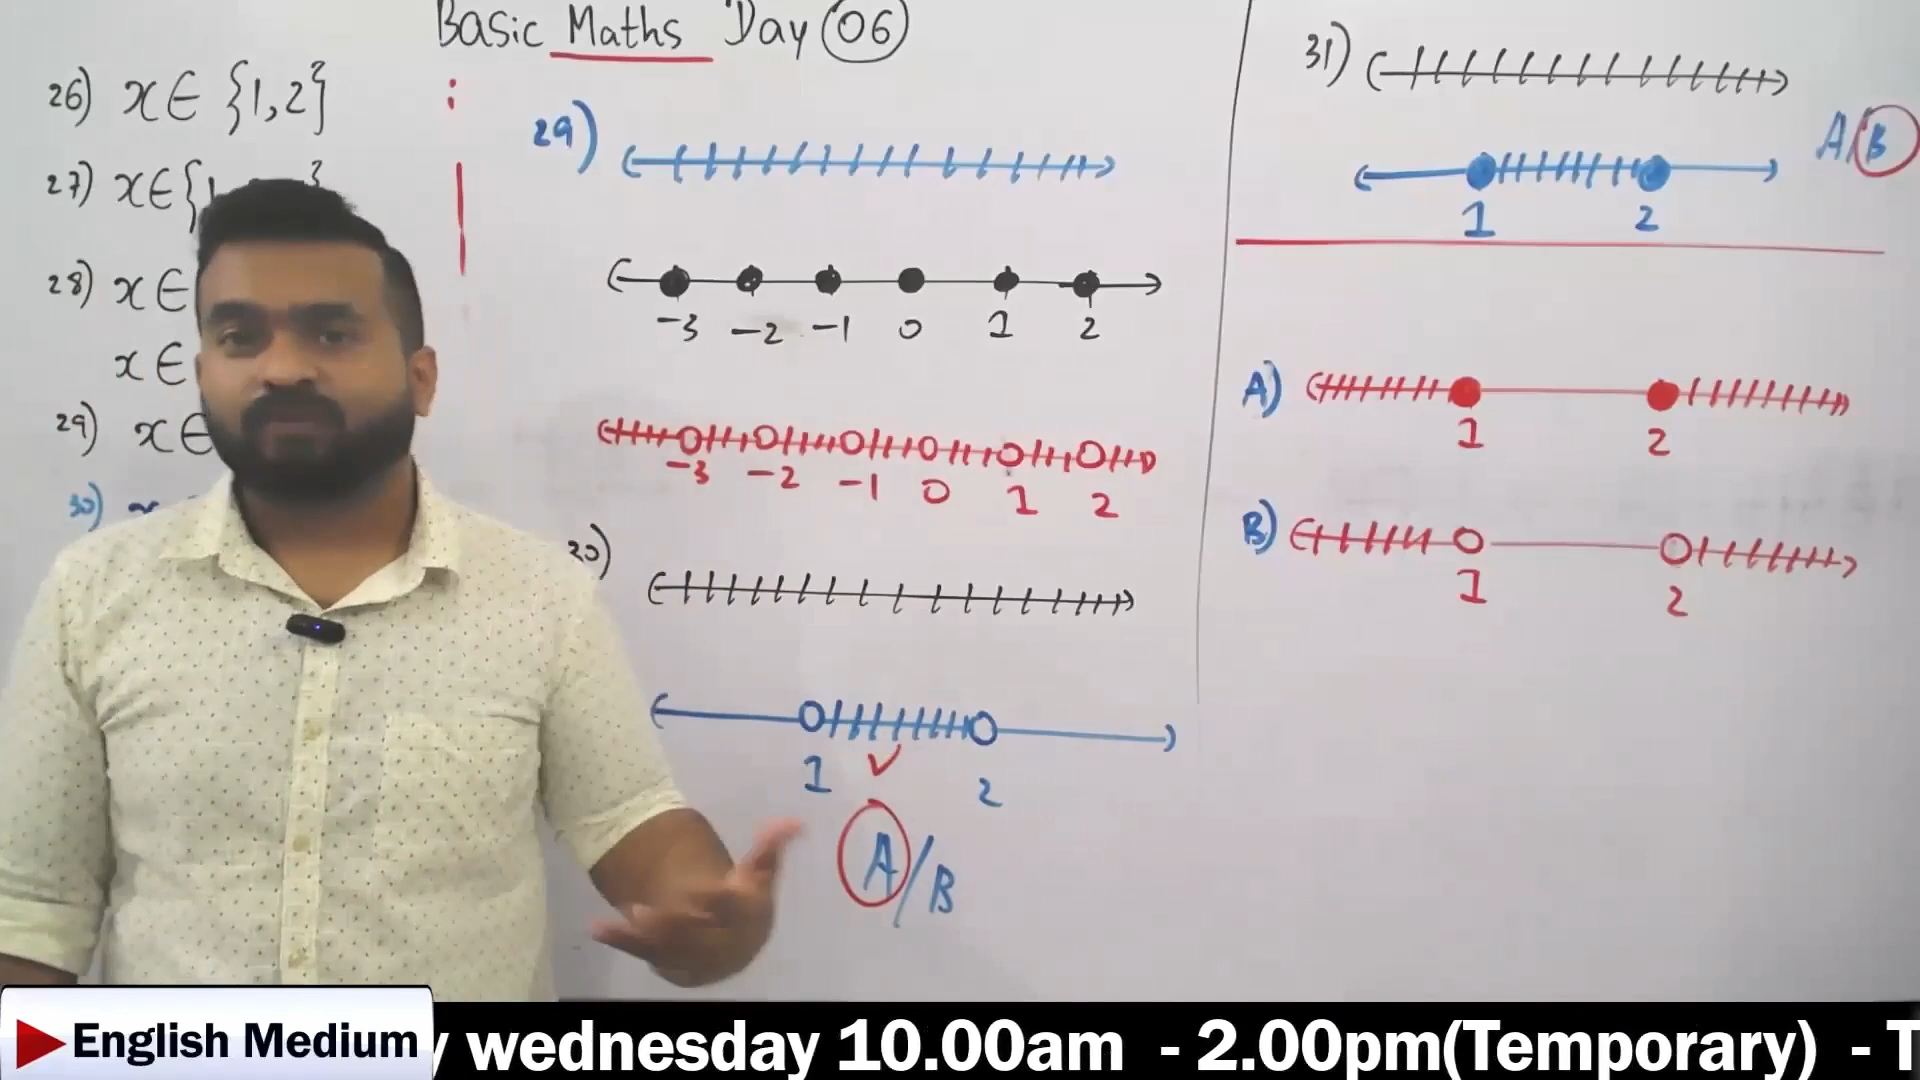 Basic Maths Day 06
26) x∈ {1,2}
27) x∈{1
28) x∈
x∈
29) x∈
30)
29)
-3 -2 -1 0 1 2
-3 -2 -1 0 1 2
1 2
A/B
31)
A/B
1 2
A)
1 2
B)
1 2
English Medium
wednesday 10.00am - 2.00pm(Temporary) - T